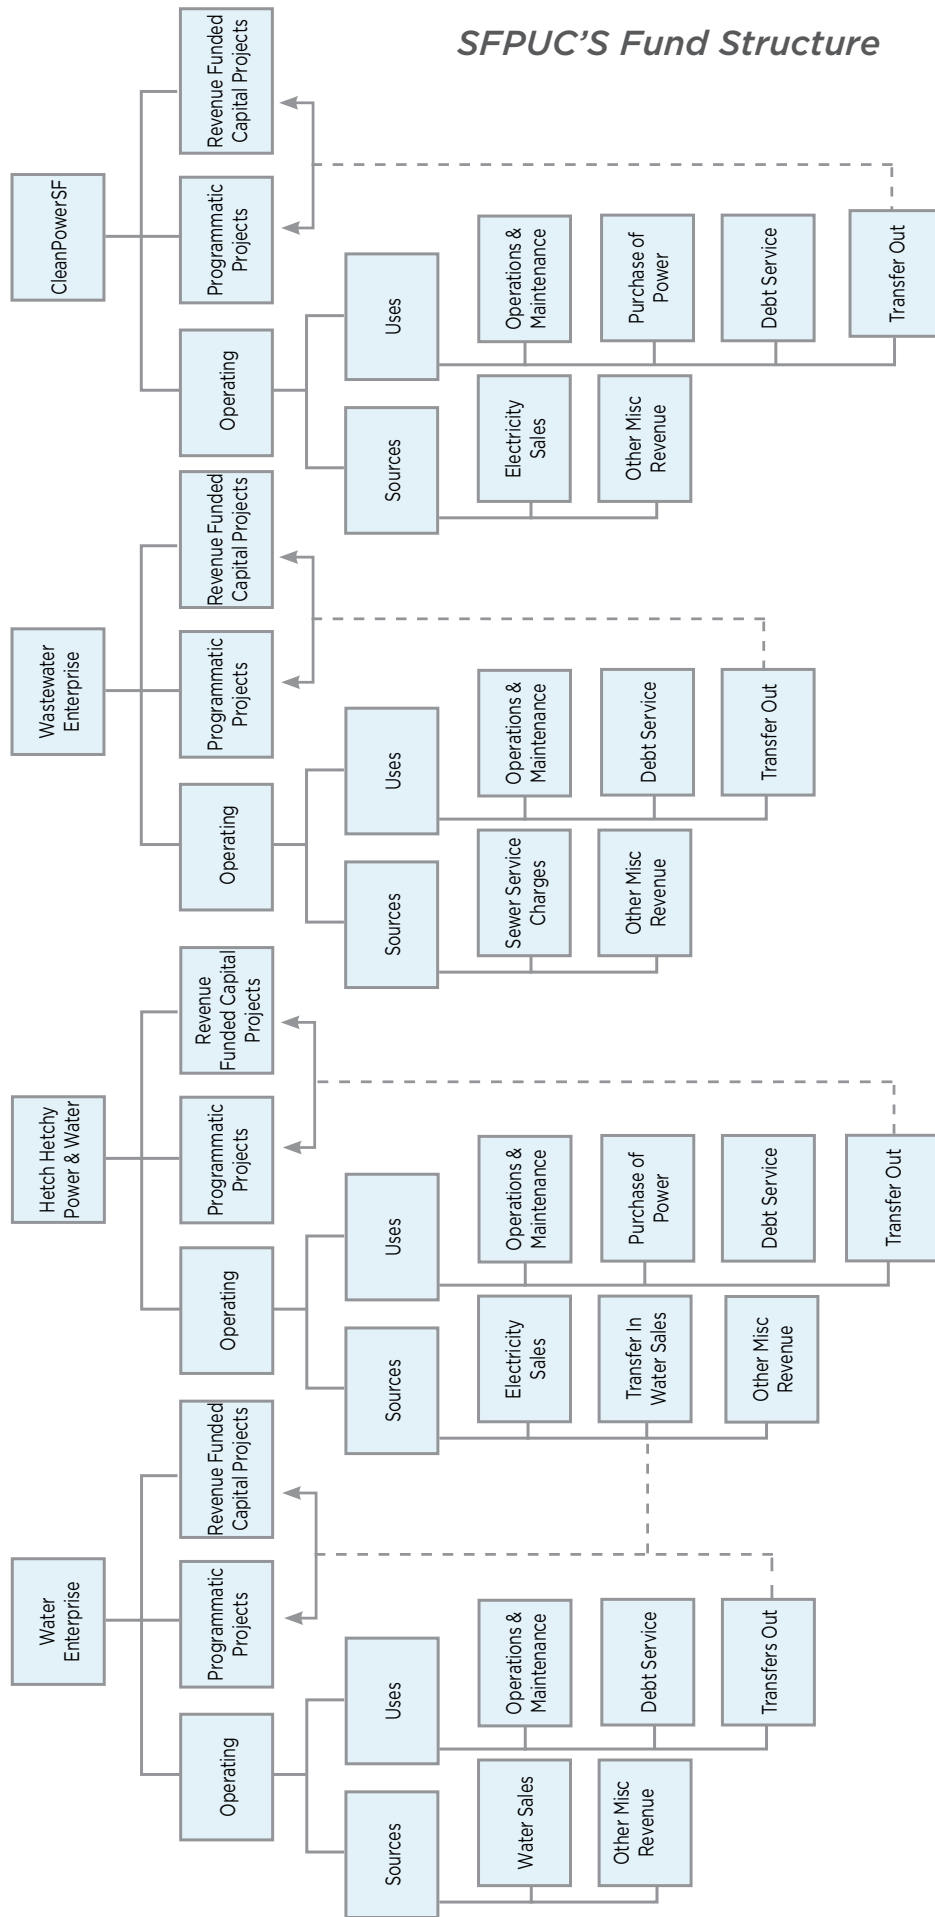 SFPUC'S Fund Structure
Water
Enterprise
Operating
Programmatic
Projects
Revenue Funded
Capital Projects
Sources
Uses
Water Sales
Other Misc
Revenue
Operations &
Maintenance
Debt Service
Transfers Out
Hetch Hetchy
Power & Water
Operating
Programmatic
Projects
Revenue
Funded Capital
Projects
Sources
Uses
Electricity
Sales
Transfer In
Water Sales
Other Misc
Revenue
Operations &
Maintenance
Purchase of
Power
Debt Service
Transfer Out
Wastewater
Enterprise
Operating
Programmatic
Projects
Revenue Funded
Capital Projects
Sources
Uses
Sewer Service
Charges
Other Misc
Revenue
Operations &
Maintenance
Debt Service
Transfer Out
CleanPowerSF
Operating
Programmatic
Projects
Revenue Funded
Capital Projects
Sources
Uses
Electricity
Sales
Other Misc
Revenue
Operations &
Maintenance
Purchase of
Power
Debt Service
Transfer Out